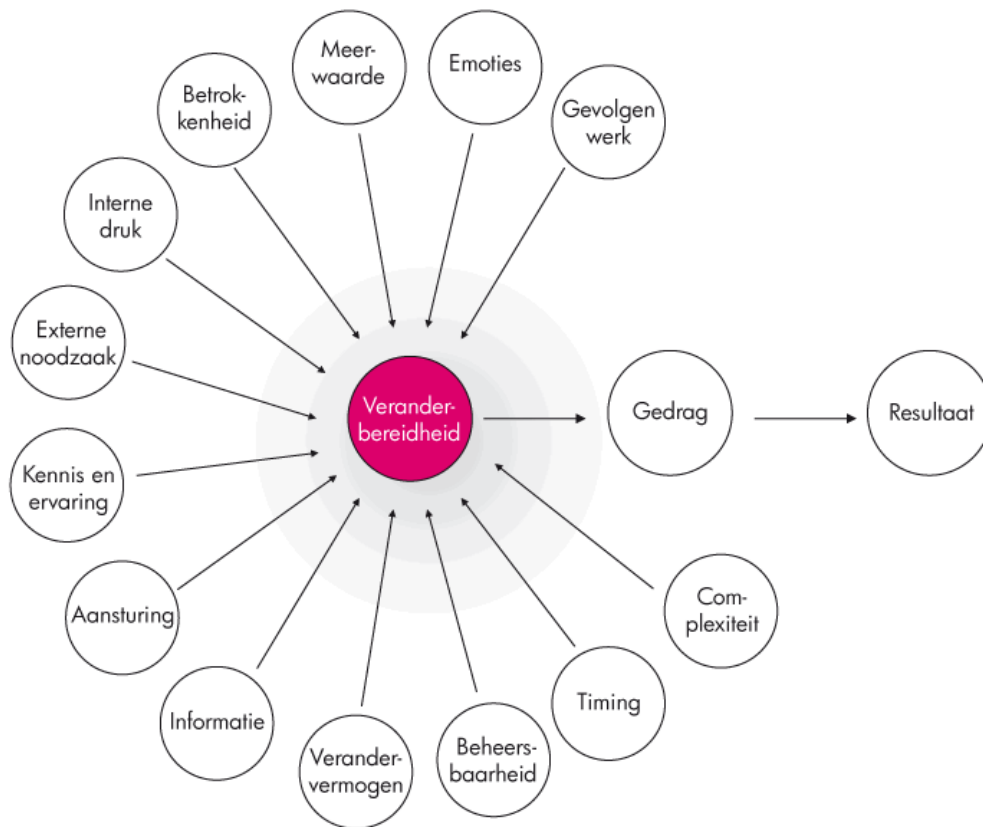 Meer-
waarde
Emoties
Betrok-
kenheid
Gevolgen
werk
Interne
druk
Externe
noodzaak
Verander-
bereidheid
Gedrag
Resultaat
Kennis en
ervaring
Aansturing
Com-
plexiteit
Informatie
Timing
Verander-
vermogen
Beheers-
baarheid